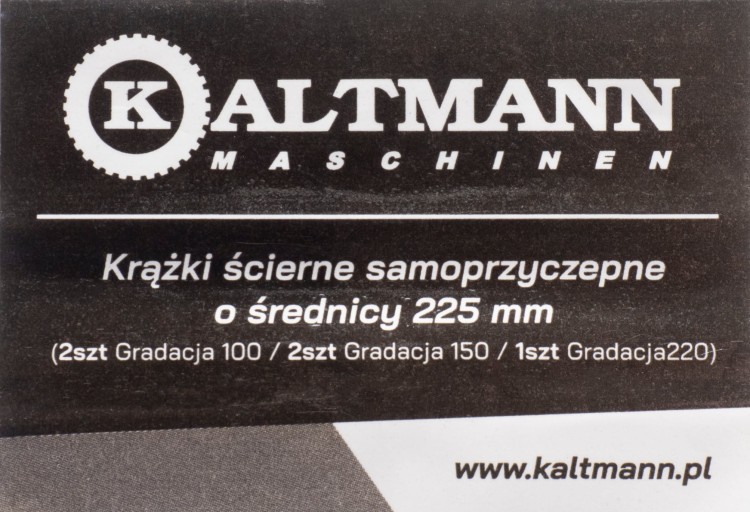 KALTMANN
MASCHINEN
Krążki ścierne samoprzyczepne
o średnicy 225 mm
(2szt Gradacja 100 / 2szt Gradacja 150 / 1szt Gradacja220)
www.kaltmann.pl